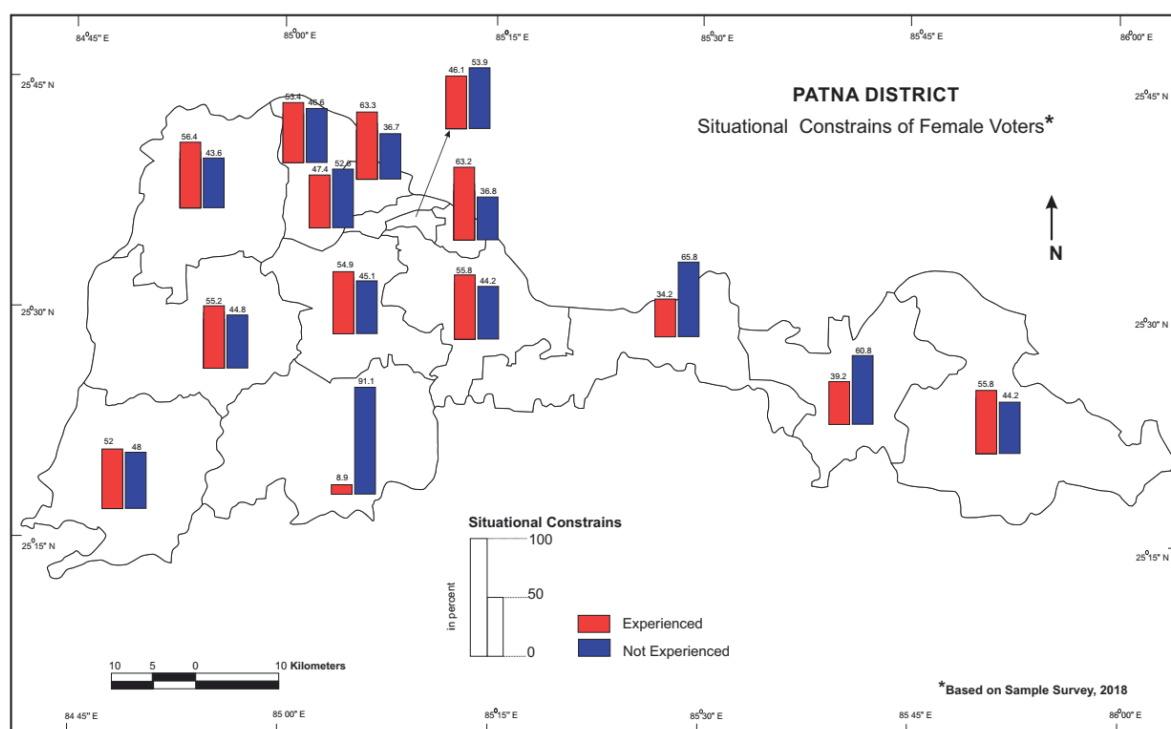 84°45" E 85°00" E 85°15" E 85°30" E 85°45" E 86°00" E
25°45" N
25°45" N
PATNA DISTRICT
Situational Constrains of Female Voters*
46.1 53.9
53.4 46.6
63.3 36.7
56.4 43.6
47.4 52.6
63.2 36.8
N
54.9 45.1
55.8 44.2
34.2 65.8
25°30" N
25°30" N
55.2 44.8
39.2 60.8
55.8 44.2
8.9 91.1
52 48
25°15" N
25°15" N
Situational Constrains
100
50
0
in percent
Experienced
Not Experienced
10 5 0 10 Kilometers
*Based on Sample Survey, 2018
84°45" E 85°00" E 85°15" E 85°30" E 85°45" E 86°00" E